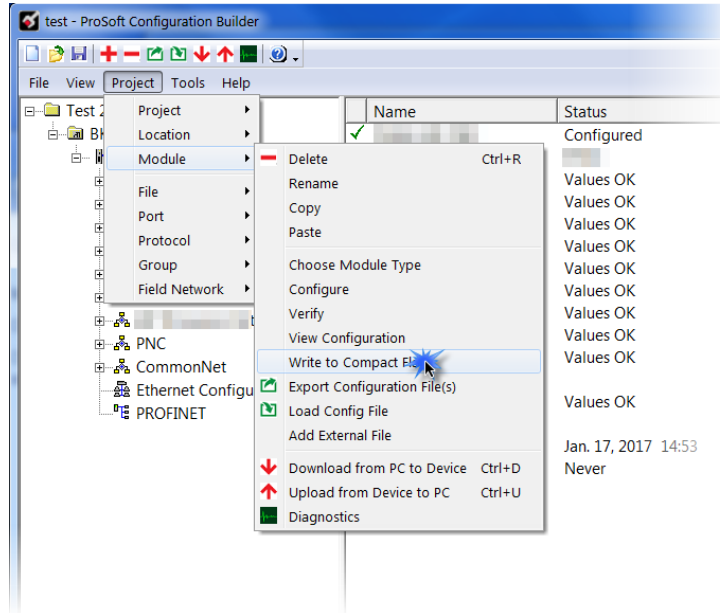 test - ProSoft Configuration Builder
File View Project Tools Help
Test 2
Project
Location
Module
File
Port
Protocol
Group
Field Network
Delete Ctrl+R
Rename
Copy
Paste
Choose Module Type
Configure
Verify
View Configuration
Write to Compact
Export Configuration File(s)
Load Config File
Add External File
Download from PC to Device Ctrl+D
Upload from Device to PC Ctrl+U
Diagnostics
PNC
CommonNet
Ethernet Configu
PROFINET
Name Status
Configured
Values OK
Values OK
Values OK
Values OK
Values OK
Values OK
Values OK
Values OK
Values OK
Values OK
Jan. 17, 2017 14:53
Never